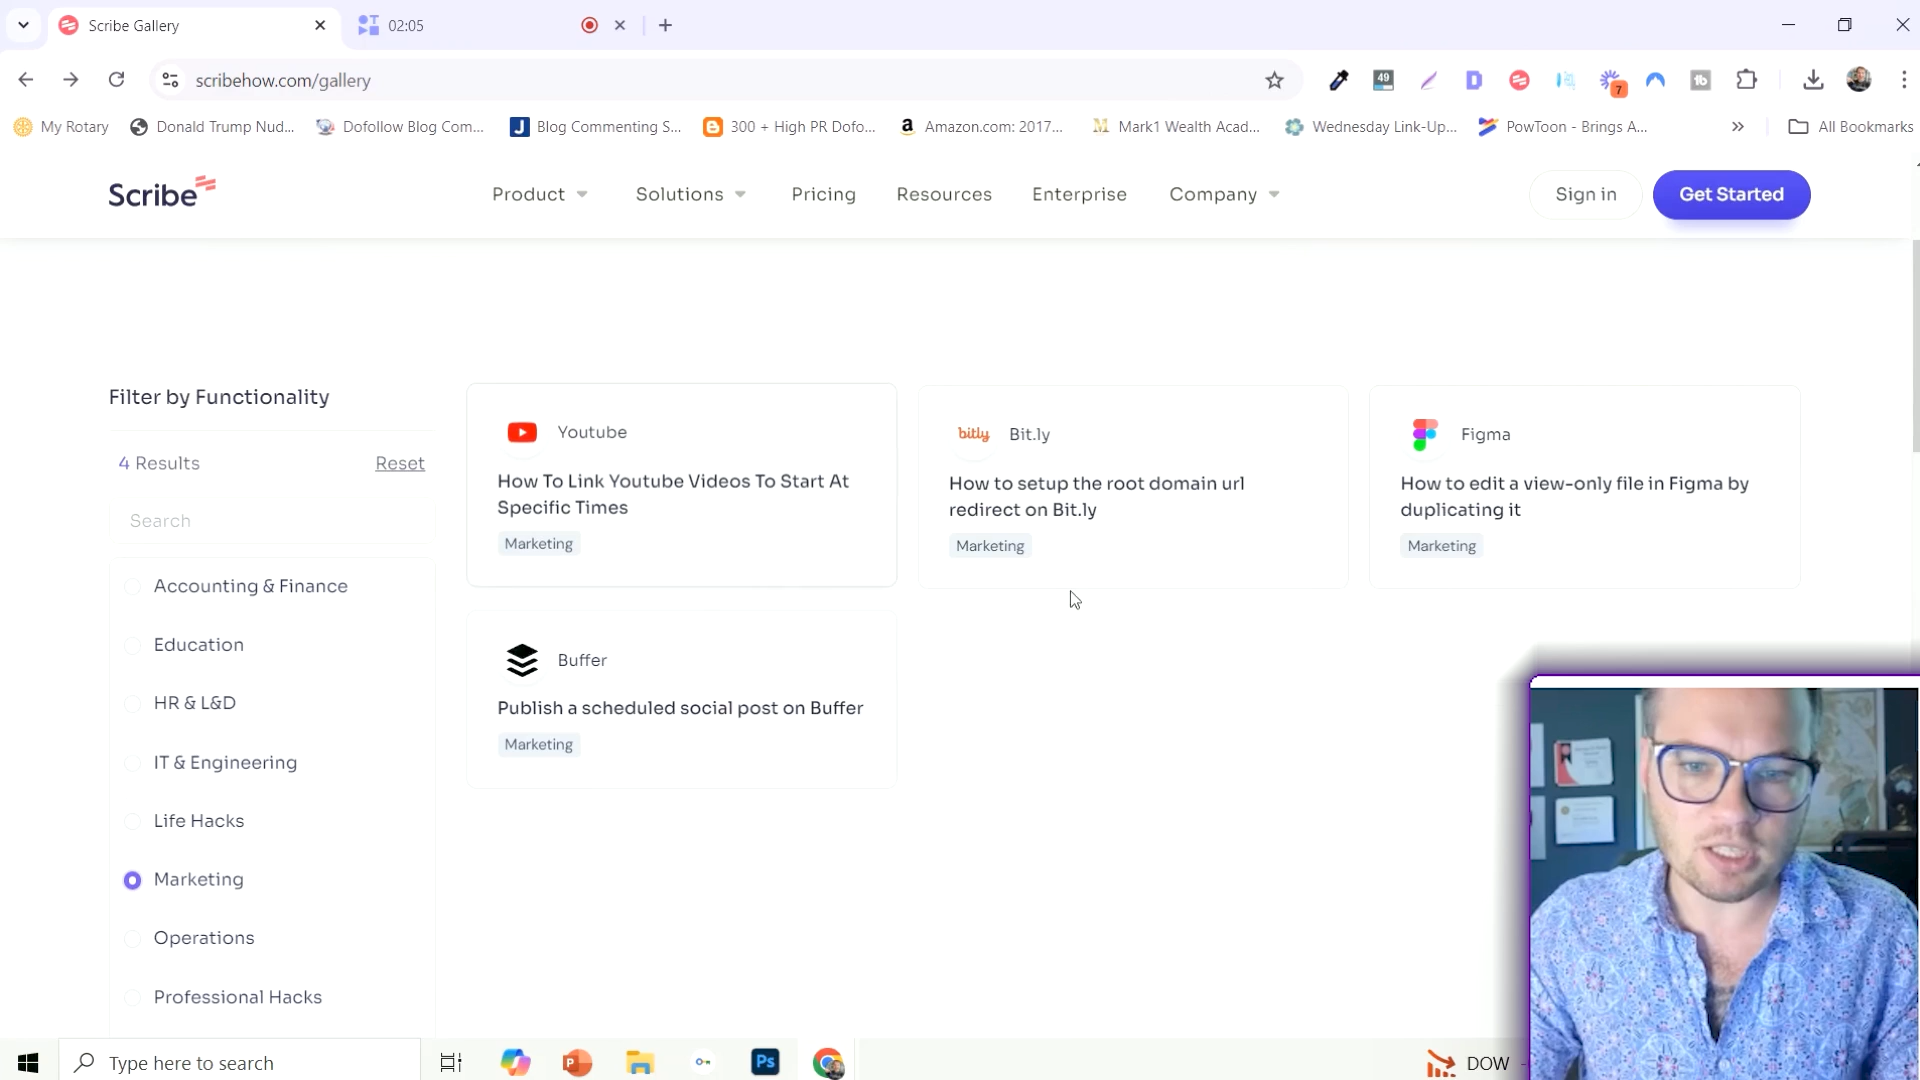 Scribe Gallery
02:05
scribehow.com/gallery
49
7
My Rotary
Donald Trump Nud...
Dofollow Blog Com...
Blog Commenting S...
300 + High PR Dofo...
Amazon.com: 2017...
Mark1 Wealth Acad...
Wednesday Link-Up...
PowToon - Brings A...
All Bookmarks
Scribe
Product
Solutions
Pricing
Resources
Enterprise
Company
Sign in
Get Started
Filter by Functionality
4 Results
Reset
Search
Accounting & Finance
Education
HR & L&D
IT & Engineering
Life Hacks
Marketing
Operations
Professional Hacks
Youtube
How To Link Youtube Videos To Start At
Specific Times
Marketing
bitly
Bit.ly
How to setup the root domain url
redirect on Bit.ly
Marketing
Figma
How to edit a view-only file in Figma by
duplicating it
Marketing
Buffer
Publish a scheduled social post on Buffer
Marketing
Type here to search
Ps
DOW